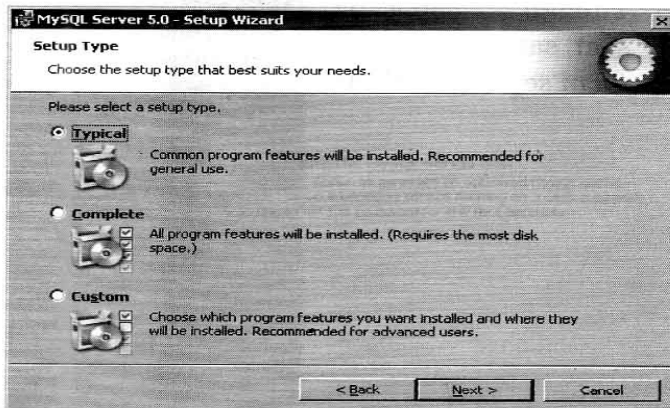 MySQL Server 5.0 - Setup Wizard
Setup Type
Choose the setup type that best suits your needs.
Please select a setup type.
Typical
Common program features will be installed. Recommended for
general use.
Complete
All program features will be installed. (Requires the most disk
space.)
Custom
Choose which program features you want installed and where they
will be installed. Recommended for advanced users.
< Back
Next >
Cancel